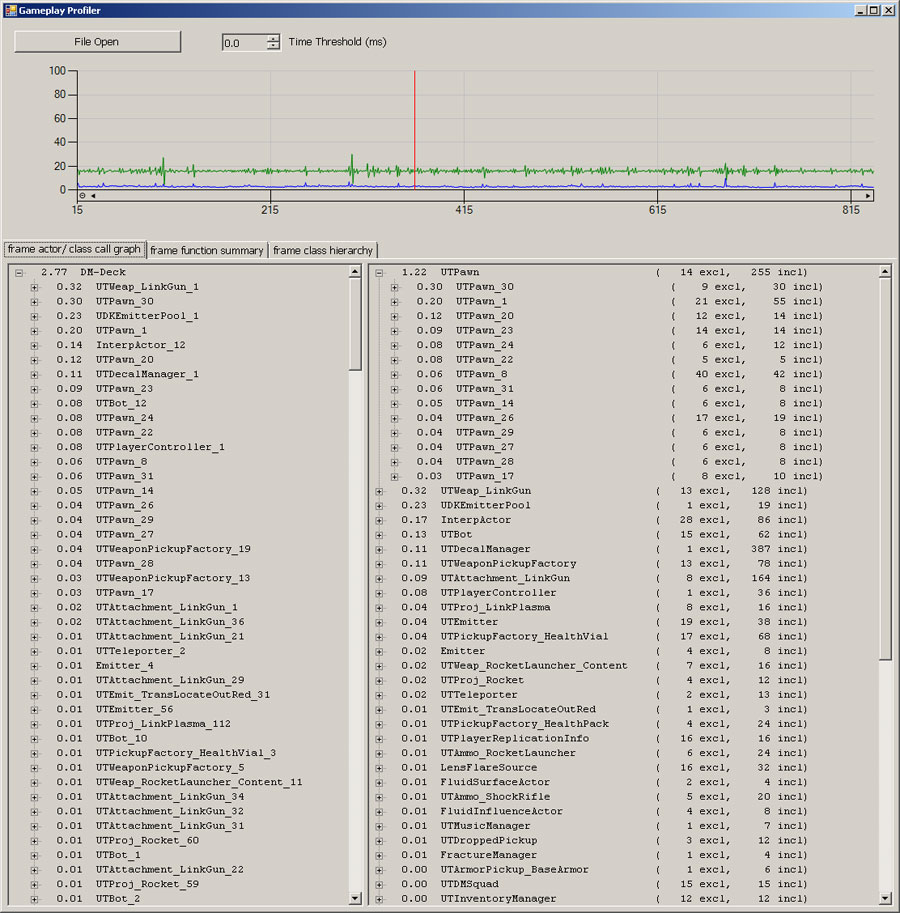 Gameplay Profiler
File Open
0.0
Time Threshold (ms)
100
80
60
40
20
0
15 215 415 615 815
frame actor/ class call graph
frame function summary
frame class hierarchy
2.77 DM-Deck
0.32 UTWeap_LinkGun_1
0.30 UTPawn_30
0.23 UDKEmitterPool_1
0.20 UTPawn_1
0.14 InterpActor_12
0.12 UTPawn_20
0.11 UTDecalManager_1
0.09 UTPawn_23
0.08 UTBot_12
0.08 UTPawn_24
0.08 UTPawn_22
0.08 UTPlayerController_1
0.06 UTPawn_8
0.06 UTPawn_31
0.05 UTPawn_14
0.04 UTPawn_26
0.04 UTPawn_29
0.04 UTPawn_27
0.04 UTWeaponPickupFactory_19
0.04 UTPawn_28
0.03 UTWeaponPickupFactory_13
0.03 UTPawn_17
0.02 UTAttachment_LinkGun_1
0.02 UTAttachment_LinkGun_36
0.01 UTAttachment_LinkGun_21
0.01 UTTeleporter_2
0.01 Emitter_4
0.01 UTAttachment_LinkGun_29
0.01 UTEmit_TransLocateOutRed_31
0.01 UTEmitter_56
0.01 UTProj_LinkPlasma_112
0.01 UTBot_10
0.01 UTPickupFactory_HealthVial_3
0.01 UTWeaponPickupFactory_5
0.01 UTWeap_RocketLauncher_Content_11
0.01 UTAttachment_LinkGun_34
0.01 UTAttachment_LinkGun_32
0.01 UTAttachment_LinkGun_31
0.01 UTProj_Rocket_60
0.01 UTBot_1
0.01 UTAttachment_LinkGun_22
0.01 UTProj_Rocket_59
0.01 UTBot_2
1.22 UTPawn ( 14 excl, 255 incl)
0.30 UTPawn_30 ( 9 excl, 30 incl)
0.20 UTPawn_1 ( 21 excl, 55 incl)
0.12 UTPawn_20 ( 12 excl, 14 incl)
0.09 UTPawn_23 ( 14 excl, 14 incl)
0.08 UTPawn_24 ( 6 excl, 12 incl)
0.08 UTPawn_22 ( 5 excl, 5 incl)
0.06 UTPawn_8 ( 40 excl, 42 incl)
0.06 UTPawn_31 ( 6 excl, 8 incl)
0.05 UTPawn_14 ( 6 excl, 8 incl)
0.04 UTPawn_26 ( 17 excl, 19 incl)
0.04 UTPawn_29 ( 6 excl, 8 incl)
0.04 UTPawn_27 ( 6 excl, 8 incl)
0.04 UTPawn_28 ( 6 excl, 8 incl)
0.03 UTPawn_17 ( 8 excl, 10 incl)
0.32 UTWeap_LinkGun ( 13 excl, 128 incl)
0.23 UDKEmitterPool ( 1 excl, 19 incl)
0.17 InterpActor ( 28 excl, 86 incl)
0.13 UTBot ( 15 excl, 62 incl)
0.11 UTDecalManager ( 1 excl, 387 incl)
0.11 UTWeaponPickupFactory ( 13 excl, 78 incl)
0.09 UTAttachment_LinkGun ( 8 excl, 164 incl)
0.08 UTPlayerController ( 1 excl, 36 incl)
0.04 UTProj_LinkPlasma ( 8 excl, 16 incl)
0.04 UTEmitter ( 19 excl, 38 incl)
0.04 UTPickupFactory_HealthVial ( 17 excl, 68 incl)
0.02 Emitter ( 4 excl, 8 incl)
0.02 UTWeap_RocketLauncher_Content ( 7 excl, 16 incl)
0.02 UTProj_Rocket ( 4 excl, 12 incl)
0.02 UTTeleporter ( 2 excl, 13 incl)
0.01 UTEmit_TransLocateOutRed ( 1 excl, 3 incl)
0.01 UTPickupFactory_HealthPack ( 4 excl, 24 incl)
0.01 UTPlayerReplicationInfo ( 16 excl, 16 incl)
0.01 UTAmmo_RocketLauncher ( 6 excl, 24 incl)
0.01 LensFlareSource ( 16 excl, 32 incl)
0.01 FluidSurfaceActor ( 2 excl, 4 incl)
0.01 UTAmmo_ShockRifle ( 5 excl, 20 incl)
0.01 FluidInfluenceActor ( 4 excl, 8 incl)
0.01 UTMusicManager ( 1 excl, 7 incl)
0.01 UTDroppedPickup ( 3 excl, 12 incl)
0.01 FractureManager ( 1 excl, 4 incl)
0.00 UTArmorPickup_BaseArmor ( 1 excl, 6 incl)
0.00 UTDMSquad ( 15 excl, 15 incl)
0.00 UTInventoryManager ( 12 excl, 12 incl)